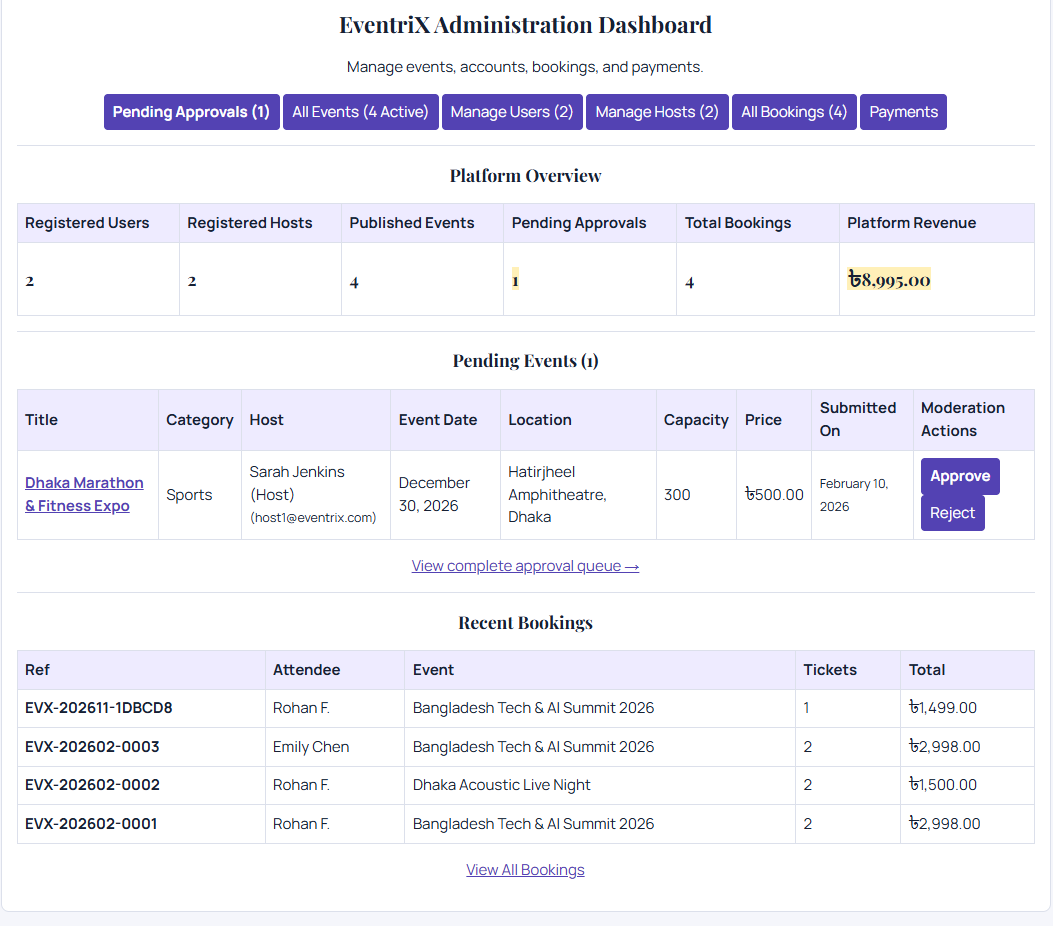 EventriX Administration Dashboard
Manage events, accounts, bookings, and payments.
Pending Approvals (1) All Events (4 Active) Manage Users (2) Manage Hosts (2) All Bookings (4) Payments
Platform Overview
Registered Users Registered Hosts Published Events Pending Approvals Total Bookings Platform Revenue
2 2 4 1 4 ৳8,995.00
Pending Events (1)
Title Category Host Event Date Location Capacity Price Submitted On Moderation Actions
Dhaka Marathon & Fitness Expo Sports Sarah Jenkins (Host) (host1@eventrix.com) December 30, 2026 Hatirjheel Amphitheatre, Dhaka 300 ৳500.00 February 10, 2026 Approve Reject
View complete approval queue →
Recent Bookings
Ref Attendee Event Tickets Total
EVX-202611-1DBCD8 Rohan F. Bangladesh Tech & AI Summit 2026 1 ৳1,499.00
EVX-202602-0003 Emily Chen Bangladesh Tech & AI Summit 2026 2 ৳2,998.00
EVX-202602-0002 Rohan F. Dhaka Acoustic Live Night 2 ৳1,500.00
EVX-202602-0001 Rohan F. Bangladesh Tech & AI Summit 2026 2 ৳2,998.00
View All Bookings